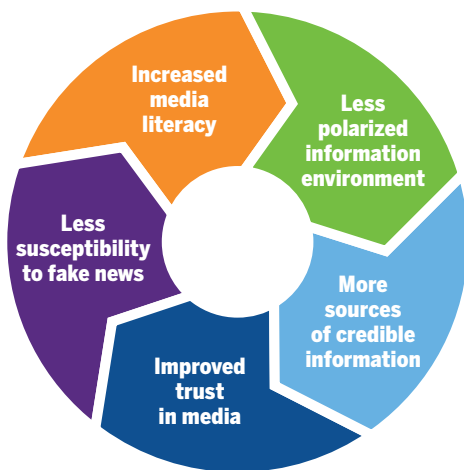 Increased
media
literacy
Less
polarized
information
environment
More
sources
of credible
information
Improved
trust
in media
Less
susceptibility
to fake news